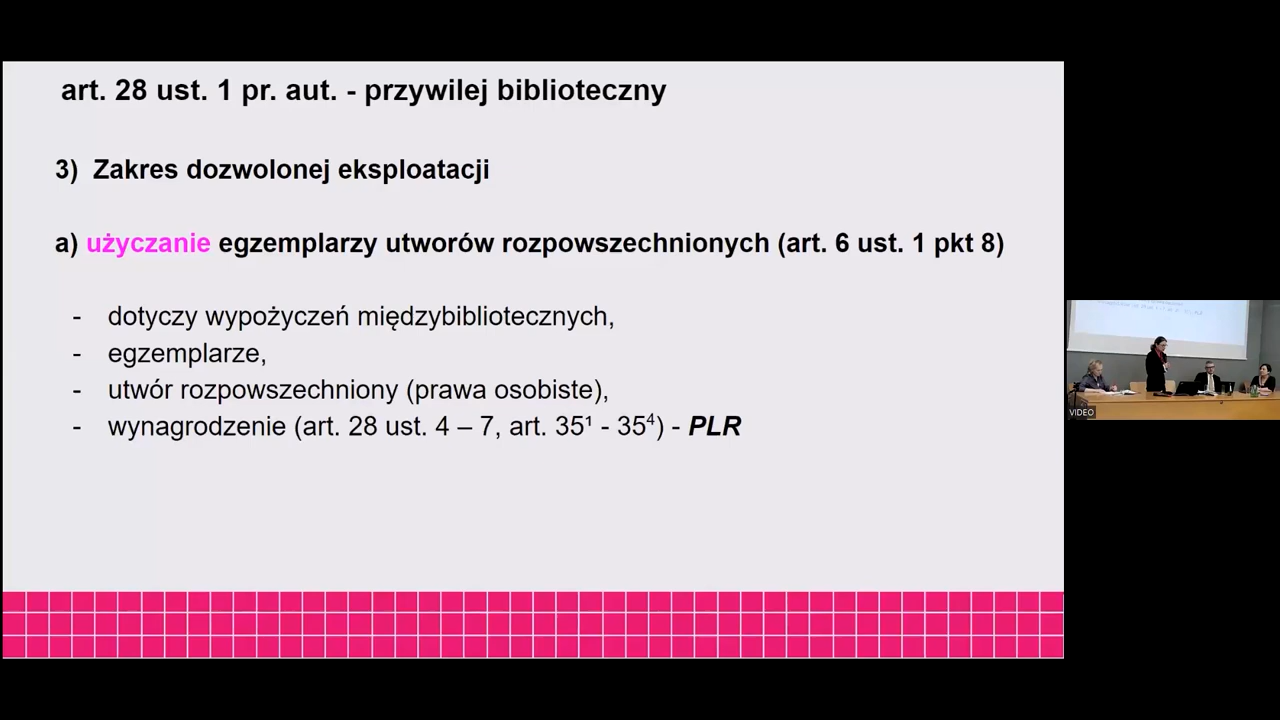 art. 28 ust. 1 pr. aut. - przywilej biblioteczny
3) Zakres dozwolonej eksploatacji
a) użyczanie egzemplarzy utworów rozpowszechnionych (art. 6 ust. 1 pkt 8)
- dotyczy wypożyczeń międzybibliotecznych,
- egzemplarze,
- utwór rozpowszechniony (prawa osobiste),
- wynagrodzenie (art. 28 ust. 4 – 7, art. 35¹ - 35⁴) - PLR
VIDEO